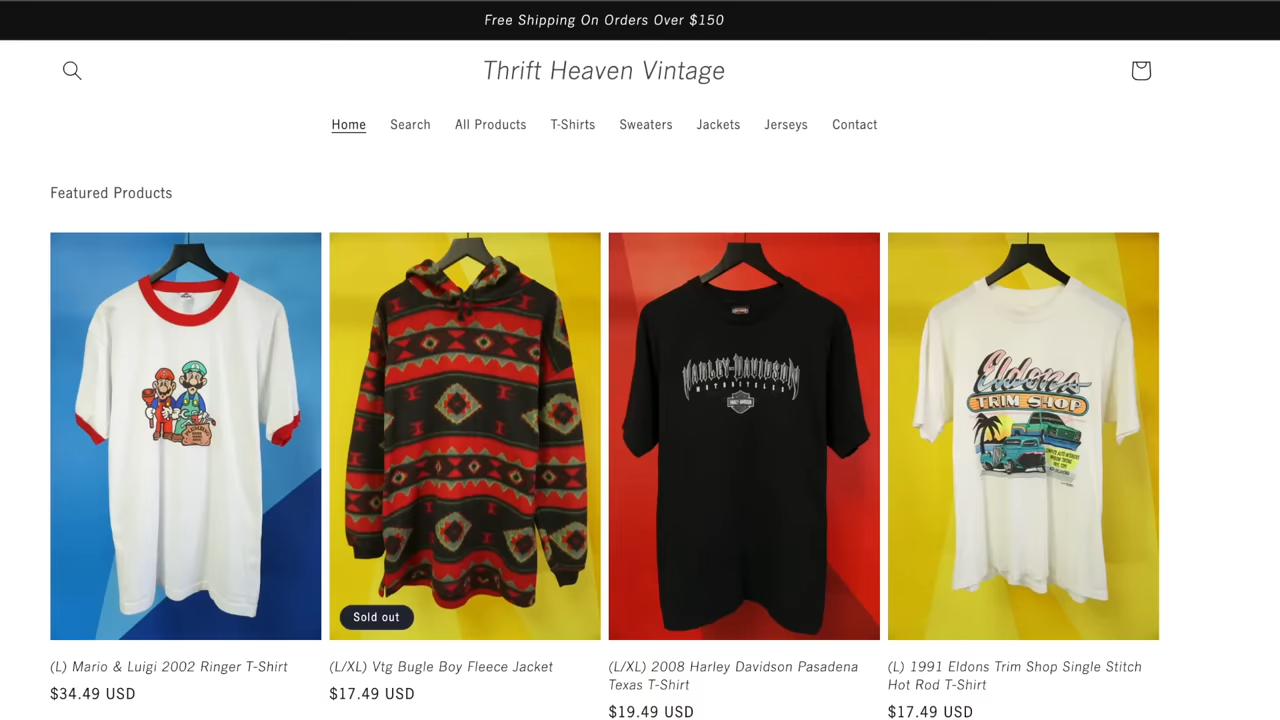 Free Shipping On Orders Over $150
Thrift Heaven Vintage
Home Search All Products T-Shirts Sweaters Jackets Jerseys Contact
Featured Products
HARLEY-DAVIDSON
MOTORCYCLES
HARLEY-DAVIDSON
Eldons
TRIM SHOP
Sold out
(L) Mario & Luigi 2002 Ringer T-Shirt
$34.49 USD
(L/XL) Vtg Bugle Boy Fleece Jacket
$17.49 USD
(L/XL) 2008 Harley Davidson Pasadena
Texas T-Shirt
$19.49 USD
(L) 1991 Eldons Trim Shop Single Stitch
Hot Rod T-Shirt
$17.49 USD